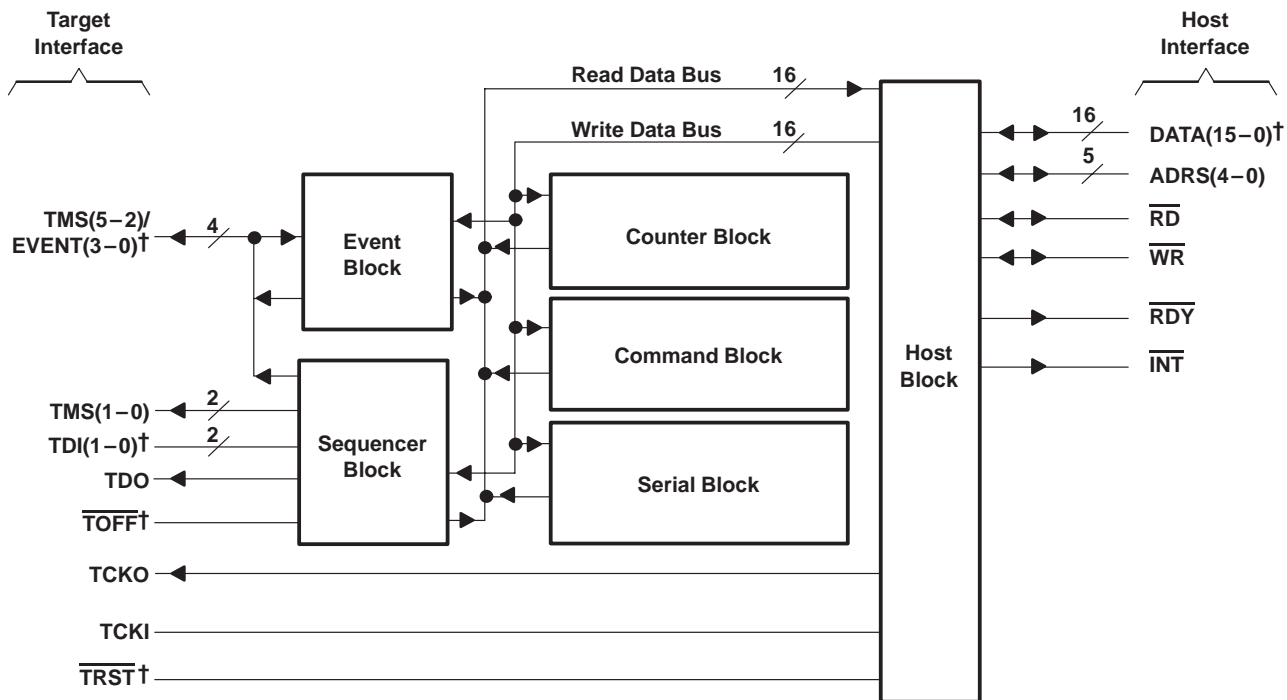 Target
Interface
Host
Interface
Read Data Bus
16
Write Data Bus
16
16
DATA(15–0)†
5
ADRS(4–0)
TMS(5–2)/
EVENT(3–0)†
4
Event
Block
Counter Block
RD
WR
RDY
INT
Command Block
Host
Block
TMS(1–0)
2
TDI(1–0)†
2
TDO
TOFF†
Sequencer
Block
Serial Block
TCKO
TCKI
TRST†